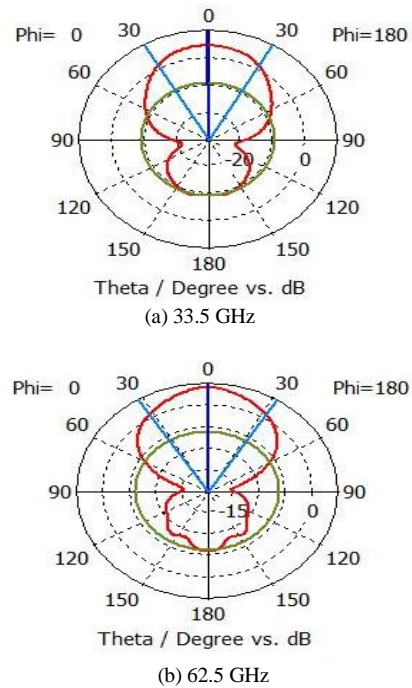 0
Phi= 0 30 30 Phi=180
60 60
90 -20 0 90
120 120
150 150
180
Theta / Degree vs. dB
(a) 33.5 GHz
0
Phi= 0 30 30 Phi=180
60 60
90 -15 0 90
120 120
150 150
180
Theta / Degree vs. dB
(b) 62.5 GHz